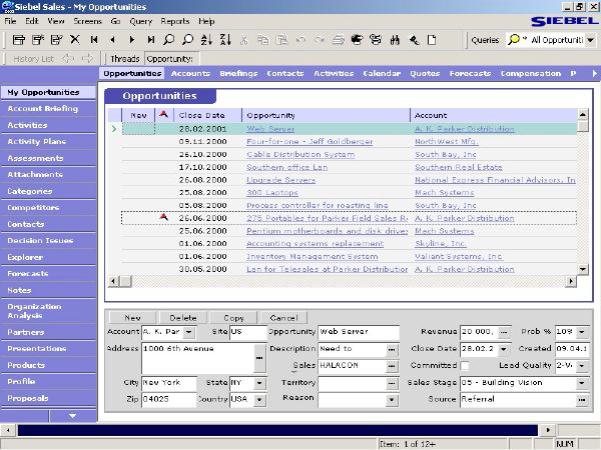 Siebel Sales - My Opportunities
File Edit View Screens Go Query Reports Help
SIEBEL
Queries * All Opportuniti
History List Threads Opportunity:
Opportunities Accounts Briefings Contacts Activities Calendar Quotes Forecasts Compensation P
My Opportunities
Account Briefing
Activities
Activity Plans
Assessments
Attachments
Categories
Competitors
Contacts
Decision Issues
Explorer
Forecasts
Notes
Organization
Analysis
Partners
Presentations
Products
Profile
Proposals
Opportunities
New Close Date Opportunity Account
28.02.2001 Web Server A. K. Parker Distribution
09.11.2000 Four-for-one - Jeff Goldberger NorthWest Mfg.
26.10.2000 Cable Distribution System South Bay, Inc
17.10.2000 Southern office Lan Southern Real Estate
26.08.2000 Upgrade Servers National Express Financial Advisors, In
25.08.2000 300 Laptops Mach Systems
05.08.2000 Process controller for roasting line South Bay, Inc
26.06.2000 275 Portables for Parker Field Sales R A. K. Parker Distribution
25.06.2000 Pentium motherboards and disk drives Mach Systems
01.06.2000 Accounting systems replacement Skyline, Inc.
01.06.2000 Inventory Management System Valiant Systems, Inc.
30.05.2000 Lan for Telesales at Parker Distributor A. K. Parker Distribution
New Delete Copy Cancel
Account A. K. Par Site US Opportunity Web Server Revenue 20 000, Prob % 10%
Address 1000 6th Avenue Description Need to Close Date 28.02.2 Created 09.04.1
Sales HALACON Committed Lead Quality
City New York State NY Territory Sales Stage 05 - Building Vision
Zip 04025 Country USA Reason Source Referral
Item: 1 of 12+ NUM